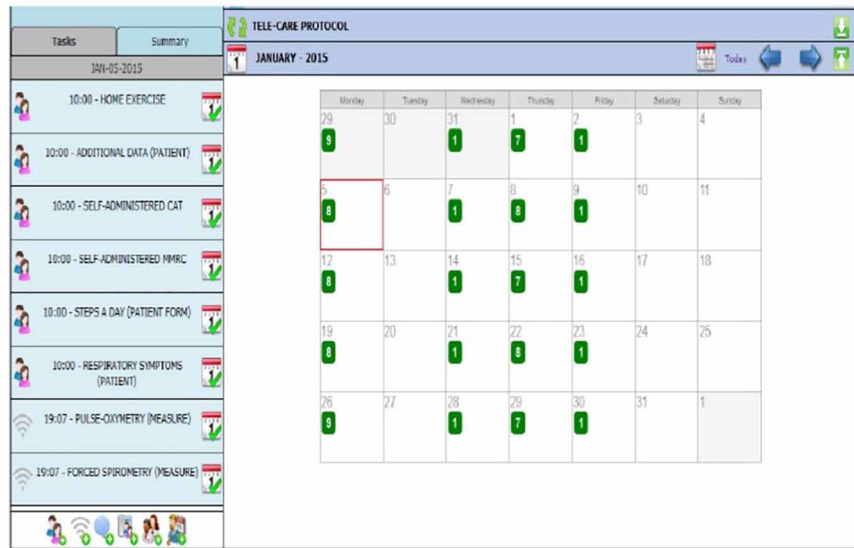 TELE-CARE PROTOCOL
Tasks Summary
JANUARY - 2015 Today
JAN-05-2015
10:00 - HOME EXERCISE
10:00 - ADDITIONAL DATA (PATIENT)
10:00 - SELF-ADMINISTERED CAT
10:00 - SELF-ADMINISTERED MMRC
10:00 - STEPS A DAY (PATIENT FORM)
10:00 - RESPIRATORY SYMPTOMS
(PATIENT)
19:07 - PULSE-OXYMETRY (MEASURE)
19:07 - FORCED SPIROMETRY (MEASURE)
Monday Tuesday Wednesday Thursday Friday Saturday Sunday
29 30 31 1 2 3 4
9 1 7 1
5 6 7 8 9 10 11
8 1 8 1
12 13 14 15 16 17 18
8 1 7 1
19 20 21 22 23 24 25
8 1 8 1
26 27 28 29 30 31 1
9 1 7 1